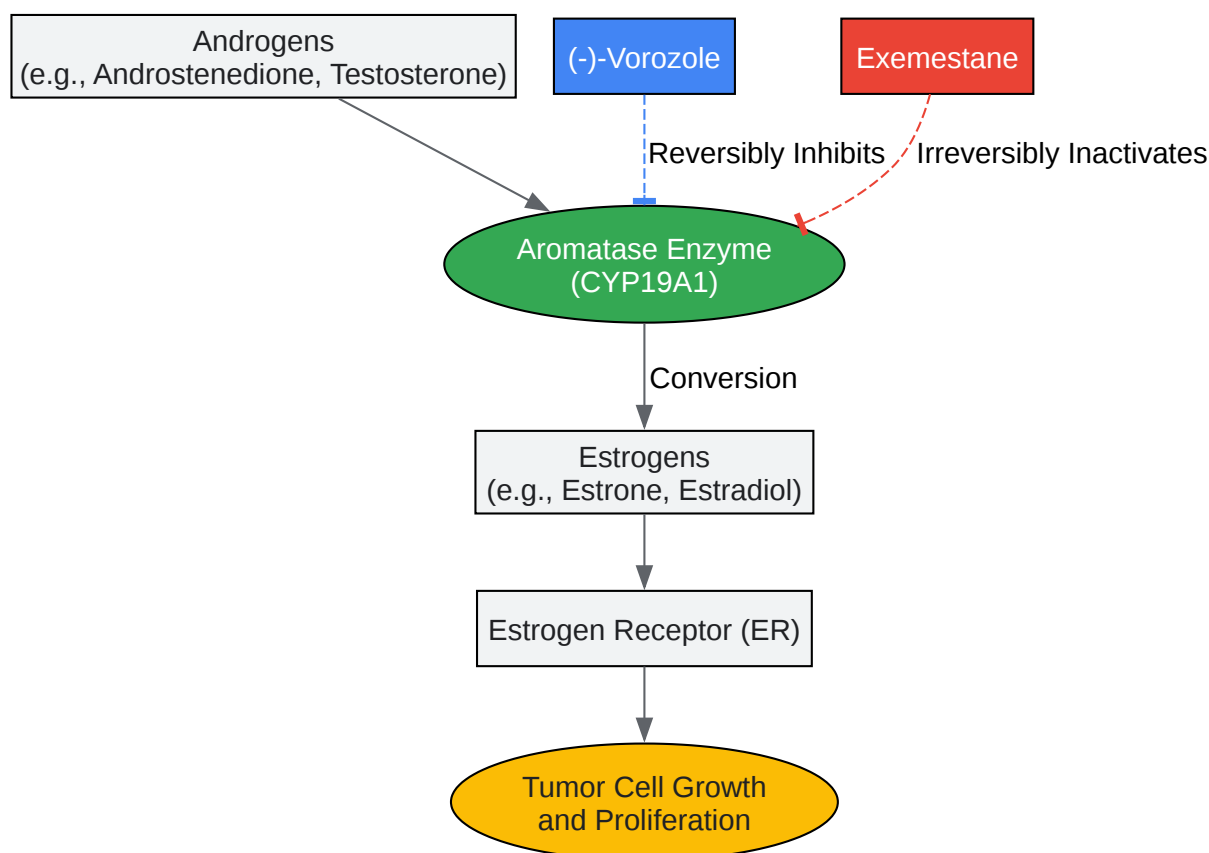 Androgens
(e.g., Androstenedione, Testosterone)
(-)-Vorozole
Exemestane
Reversibly Inhibits
Irreversibly Inactivates
Aromatase Enzyme
(CYP19A1)
Conversion
Estrogens
(e.g., Estrone, Estradiol)
Estrogen Receptor (ER)
Tumor Cell Growth
and Proliferation